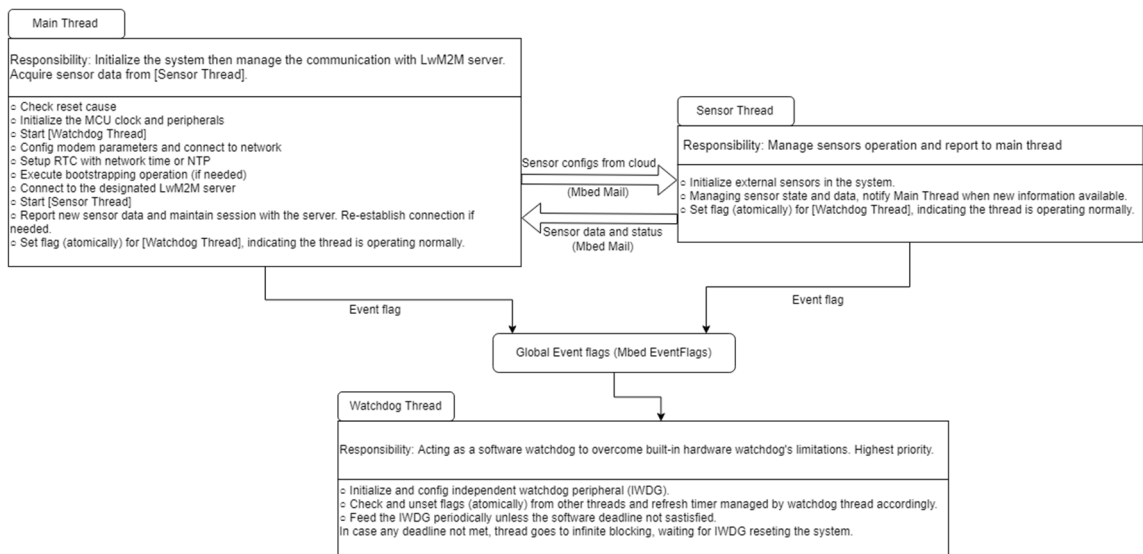 Main Thread
Responsibility: Initialize the system then manage the communication with LwM2M server.
Acquire sensor data from [Sensor Thread].
○ Check reset cause
○ Initialize the MCU clock and peripherals
○ Start [Watchdog Thread]
○ Config modem parameters and connect to network
○ Setup RTC with network time or NTP
○ Execute bootstrapping operation (if needed)
○ Connect to the designated LwM2M server
○ Start [Sensor Thread]
○ Report new sensor data and maintain session with the server. Re-establish connection if
needed.
○ Set flag (atomically) for [Watchdog Thread], indicating the thread is operating normally.
Sensor configs from cloud
(Mbed Mail)
Sensor data and status
(Mbed Mail)
Sensor Thread
Responsibility: Manage sensors operation and report to main thread
○ Initialize external sensors in the system.
○ Managing sensor state and data, notify Main Thread when new information available.
○ Set flag (atomically) for [Watchdog Thread], indicating the thread is operating normally.
Event flag
Event flag
Global Event flags (Mbed EventFlags)
Watchdog Thread
Responsibility: Acting as a software watchdog to overcome built-in hardware watchdog's limitations. Highest priority.
○ Initialize and config independent watchdog peripheral (IWDG).
○ Check and unset flags (atomically) from other threads and refresh timer managed by watchdog thread accordingly.
○ Feed the IWDG periodically unless the software deadline not sastisfied.
In case any deadline not met, thread goes to infinite blocking, waiting for IWDG reseting the system.